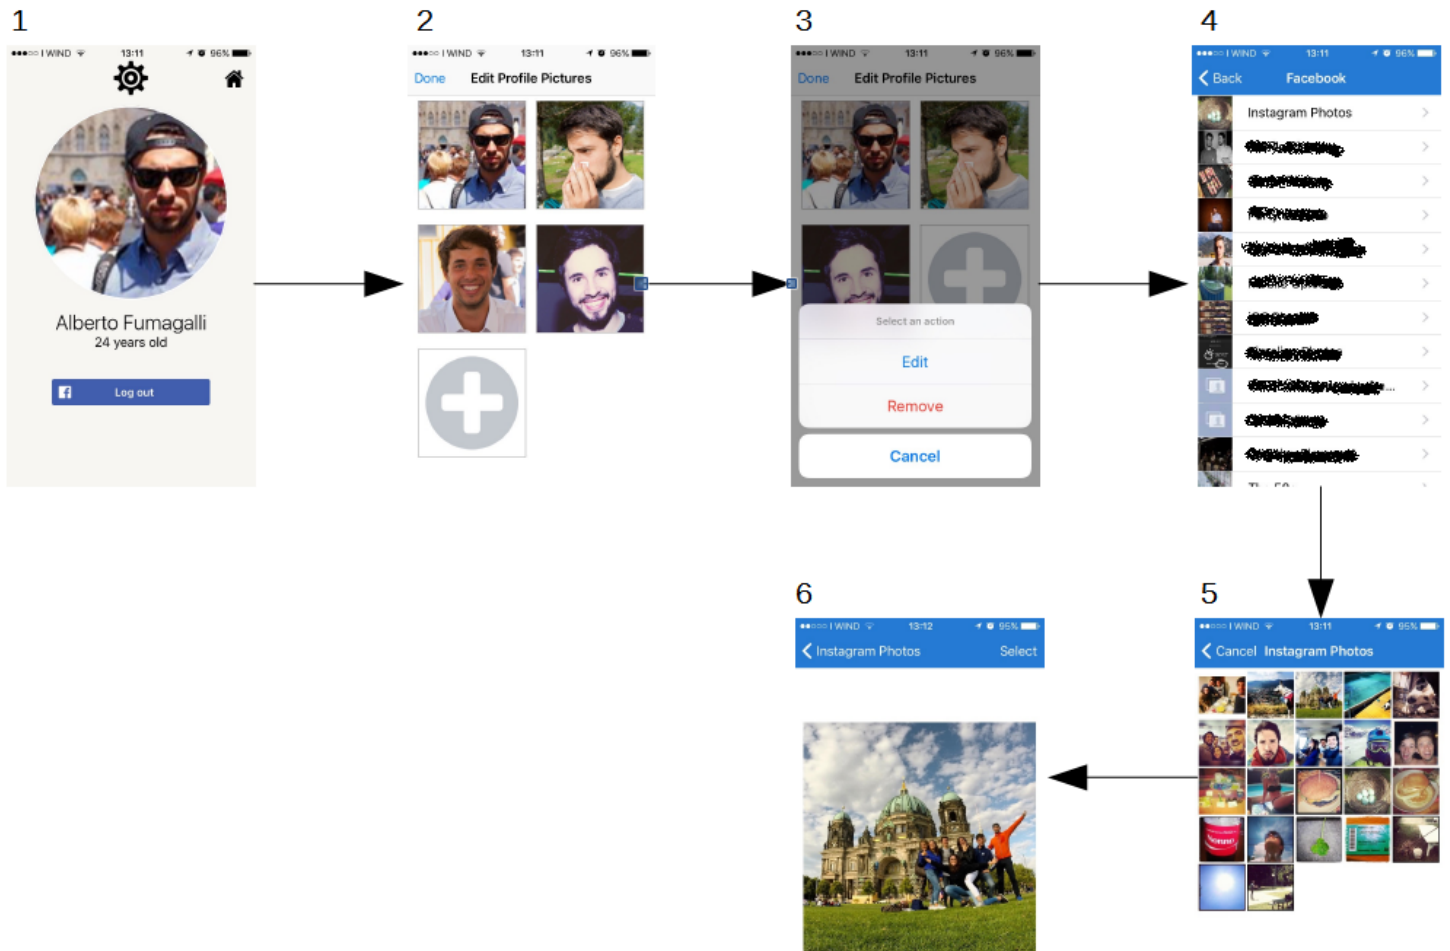 1
2
3
4
WIND 13:11 96%
WIND 13:11 96%
WIND 13:11 96%
WIND 13:11 96%
Done Edit Profile Pictures
Done Edit Profile Pictures
Back Facebook
Instagram Photos
Alberto Fumagalli
24 years old
Log out
Select an action
Edit
Remove
Cancel
6
5
WIND 13:12 95%
WIND 13:11 95%
Instagram Photos Select
Cancel Instagram Photos